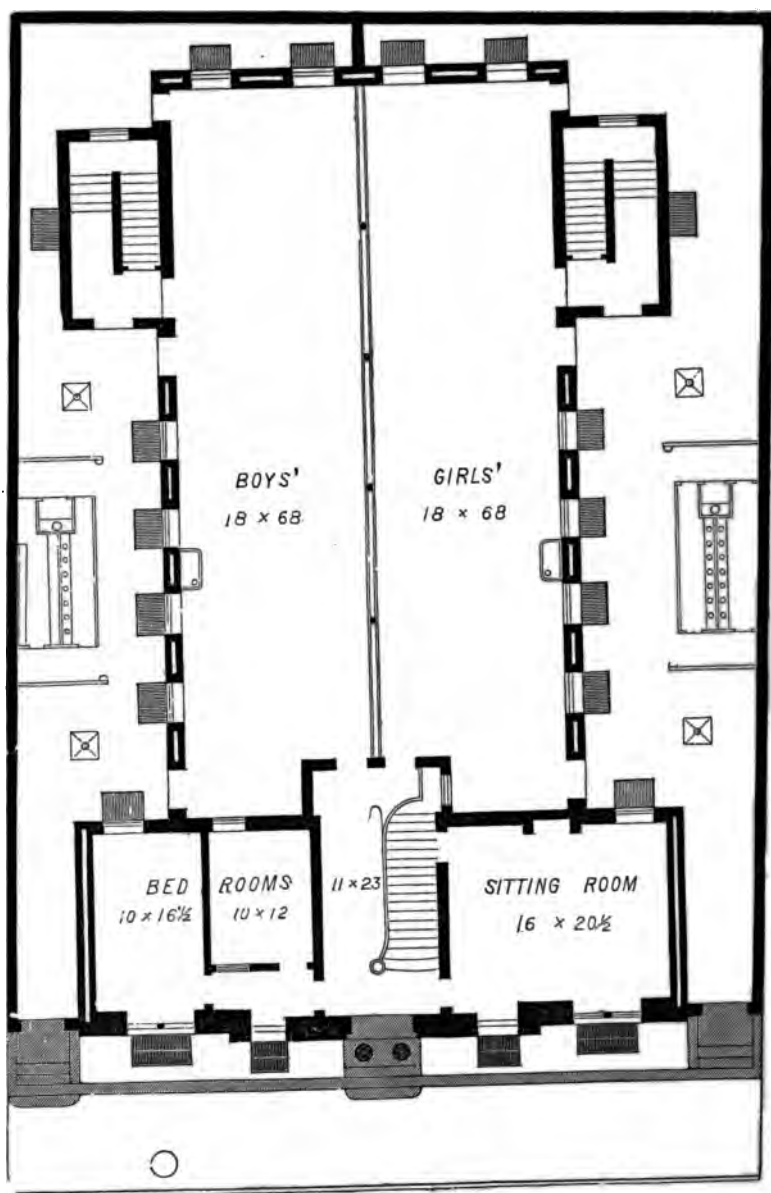 BOYS'
18 × 68
GIRLS'
18 × 68
BED ROOMS
10 × 16½
10 × 12
11 × 23
SITTING ROOM
16 × 20½